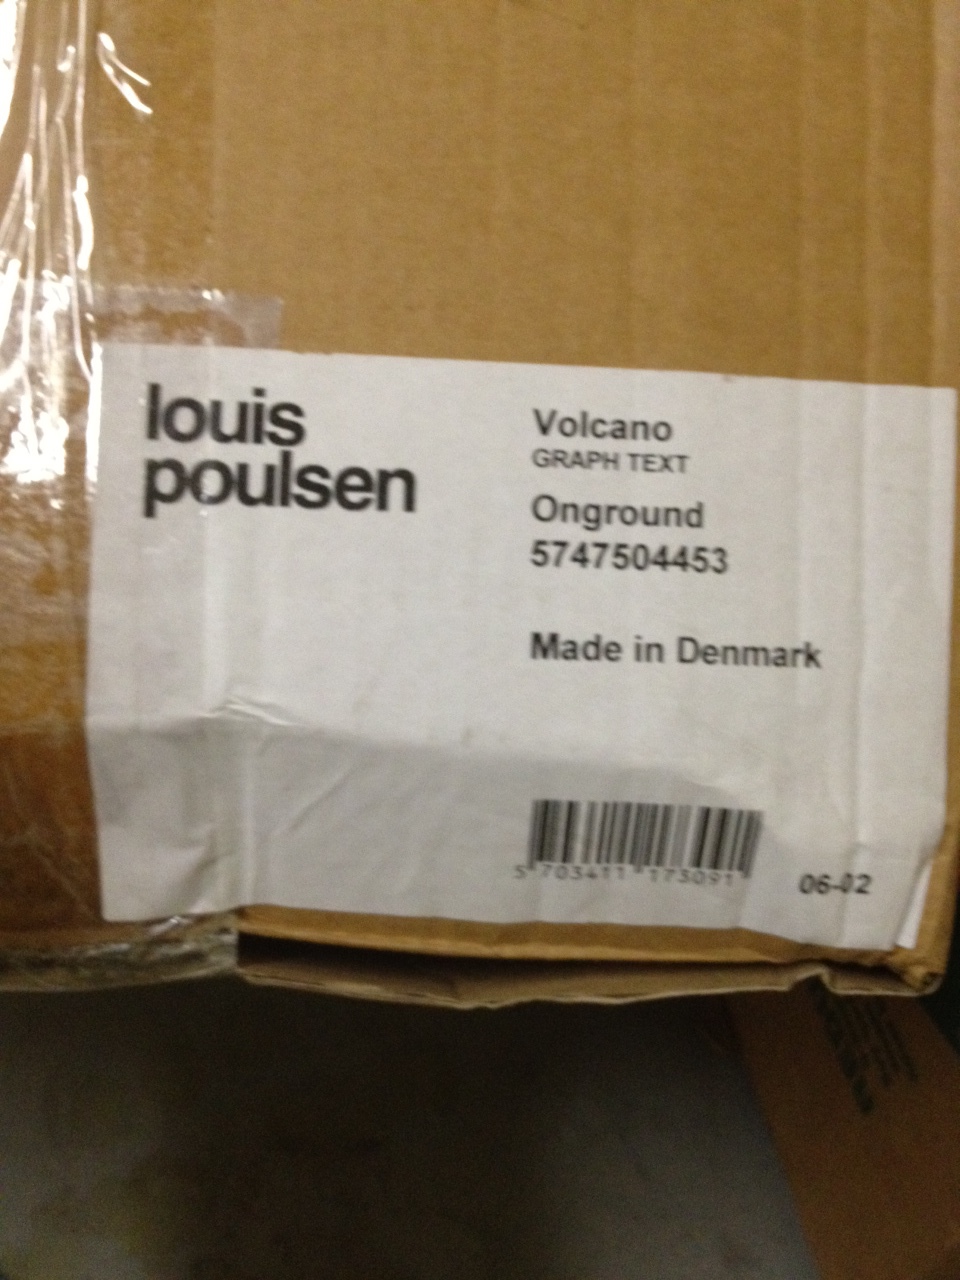 louis
poulsen
Volcano
GRAPH TEXT
Onground
5747504453
Made in Denmark
5 703411 173091
06-02